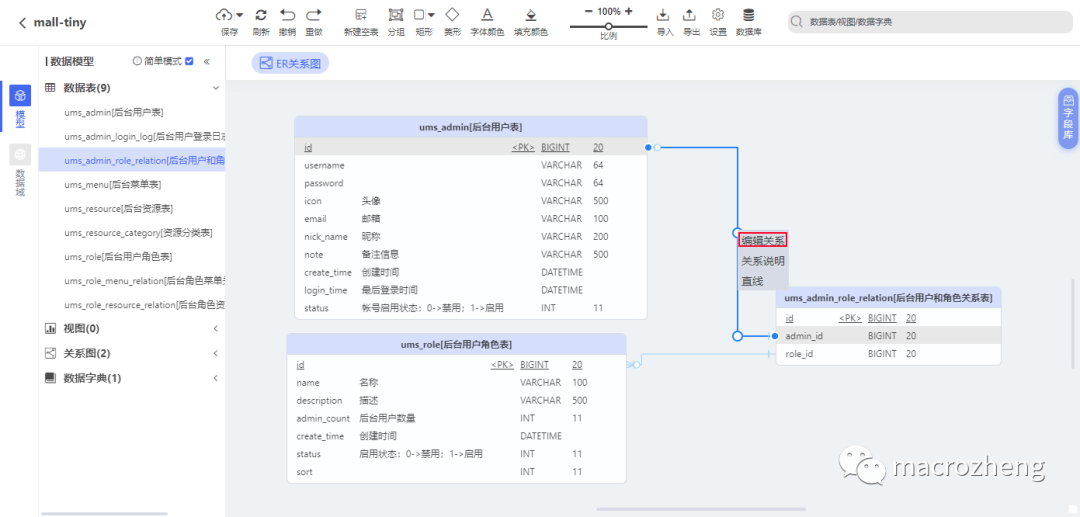 mall-tiny
100%
保存 刷新 撤销 重做 新建空表 分组 矩形 菱形 字体颜色 填充颜色 比例 导入 导出 设置 数据库
数据表/视图/数据字典
数据模型 简单模式
模型
数据域
数据表(9)
ums_admin[后台用户表]
ums_admin_login_log[后台用户登录日志
ums_admin_role_relation[后台用户和角
ums_menu[后台菜单表]
ums_resource[后台资源表]
ums_resource_category[资源分类表]
ums_role[后台用户角色表]
ums_role_menu_relation[后台角色菜单关
ums_role_resource_relation[后台角色资
视图(0)
关系图(2)
数据字典(1)
ER关系图
字段库
ums_admin[后台用户表]
id <PK> BIGINT 20
username VARCHAR 64
password VARCHAR 64
icon 头像 VARCHAR 500
email 邮箱 VARCHAR 100
nick_name 昵称 VARCHAR 200
note 备注信息 VARCHAR 500
create_time 创建时间 DATETIME
login_time 最后登录时间 DATETIME
status 帐号启用状态：0->禁用；1->启用 INT 11
编辑关系
关系说明
直线
ums_admin_role_relation[后台用户和角色关系表]
id <PK> BIGINT 20
admin_id BIGINT 20
role_id BIGINT 20
ums_role[后台用户角色表]
id <PK> BIGINT 20
name 名称 VARCHAR 100
description 描述 VARCHAR 500
admin_count 后台用户数量 INT 11
create_time 创建时间 DATETIME
status 启用状态：0->禁用；1->启用 INT 11
sort INT 11
macrozheng